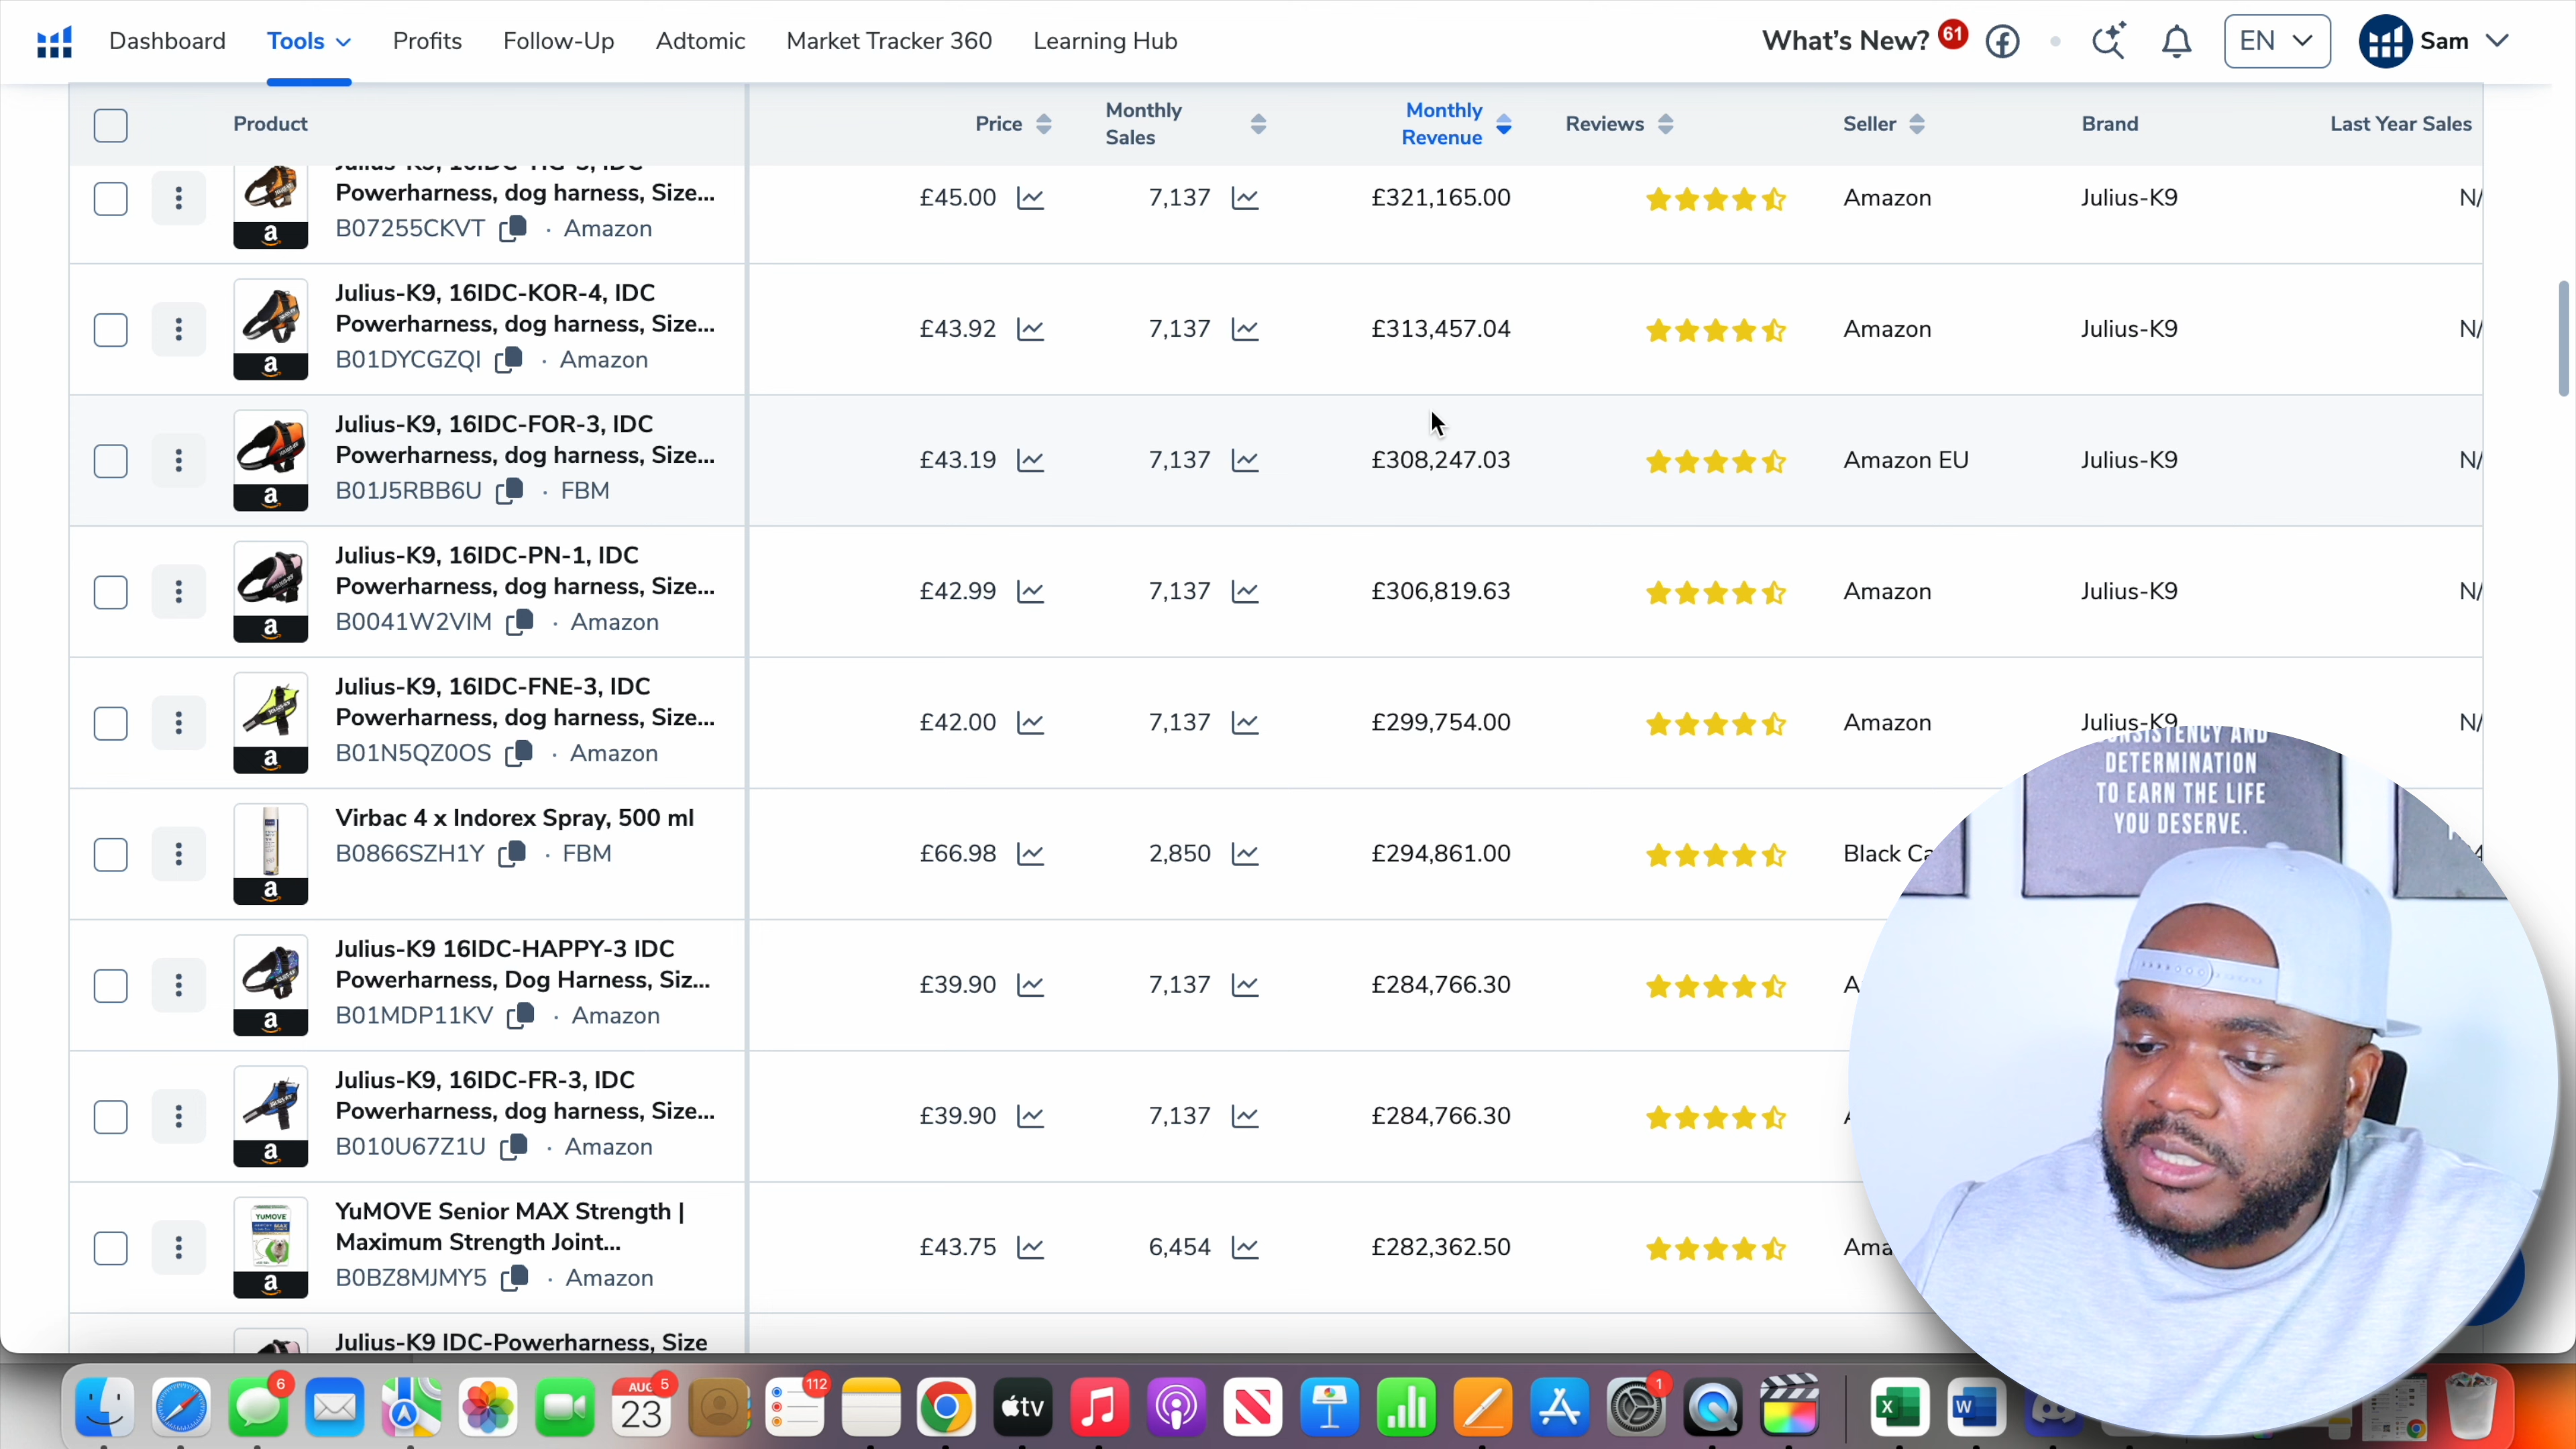 Dashboard Tools Profits Follow-Up Adtomic Market Tracker 360 Learning Hub What's New? 61 EN Sam
Product Price Monthly Sales Monthly Revenue Reviews Seller Brand Last Year Sales
Powerharness, dog harness, Size... £45.00 7,137 £321,165.00 Amazon Julius-K9 N/
B07255CKVT · Amazon
Julius-K9, 16IDC-KOR-4, IDC
Powerharness, dog harness, Size... £43.92 7,137 £313,457.04 Amazon Julius-K9 N/
B01DYCGZQI · Amazon
Julius-K9, 16IDC-FOR-3, IDC
Powerharness, dog harness, Size... £43.19 7,137 £308,247.03 Amazon EU Julius-K9 N/
B01J5RBB6U · FBM
Julius-K9, 16IDC-PN-1, IDC
Powerharness, dog harness, Size... £42.99 7,137 £306,819.63 Amazon Julius-K9 N/
B0041W2VIM · Amazon
Julius-K9, 16IDC-FNE-3, IDC
Powerharness, dog harness, Size... £42.00 7,137 £299,754.00 Amazon Julius-K9 N/
B01N5QZ0OS · Amazon
Virbac 4 x Indorex Spray, 500 ml
B0866SZH1Y · FBM £66.98 2,850 £294,861.00 Black
Julius-K9 16IDC-HAPPY-3 IDC
Powerharness, Dog Harness, Siz... £39.90 7,137 £284,766.30
B01MDP11KV · Amazon
Julius-K9, 16IDC-FR-3, IDC
Powerharness, dog harness, Size... £39.90 7,137 £284,766.30
B010U67Z1U · Amazon
YuMOVE Senior MAX Strength |
Maximum Strength Joint... £43.75 6,454 £282,362.50
B0BZ8MJMY5 · Amazon
Julius-K9 IDC-Powerharness, Size
AND
DETERMINATION
TO EARN THE LIFE
YOU DESERVE.
6 AUG 5 23 112 tv 1 X W